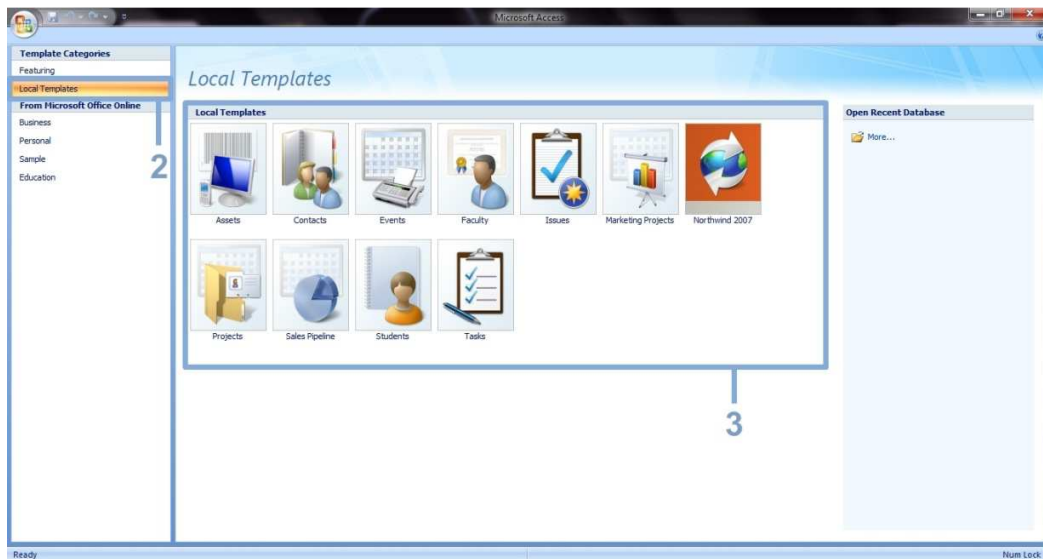 Microsoft Access
Template Categories
Featuring
Local Templates
From Microsoft Office Online
Business
Personal
Sample
Education
2
Local Templates
Local Templates
Assets
Contacts
Events
Faculty
Issues
Marketing Projects
Northwind 2007
Projects
Sales Pipeline
Students
Tasks
3
Open Recent Database
More...
Ready
Num Lock